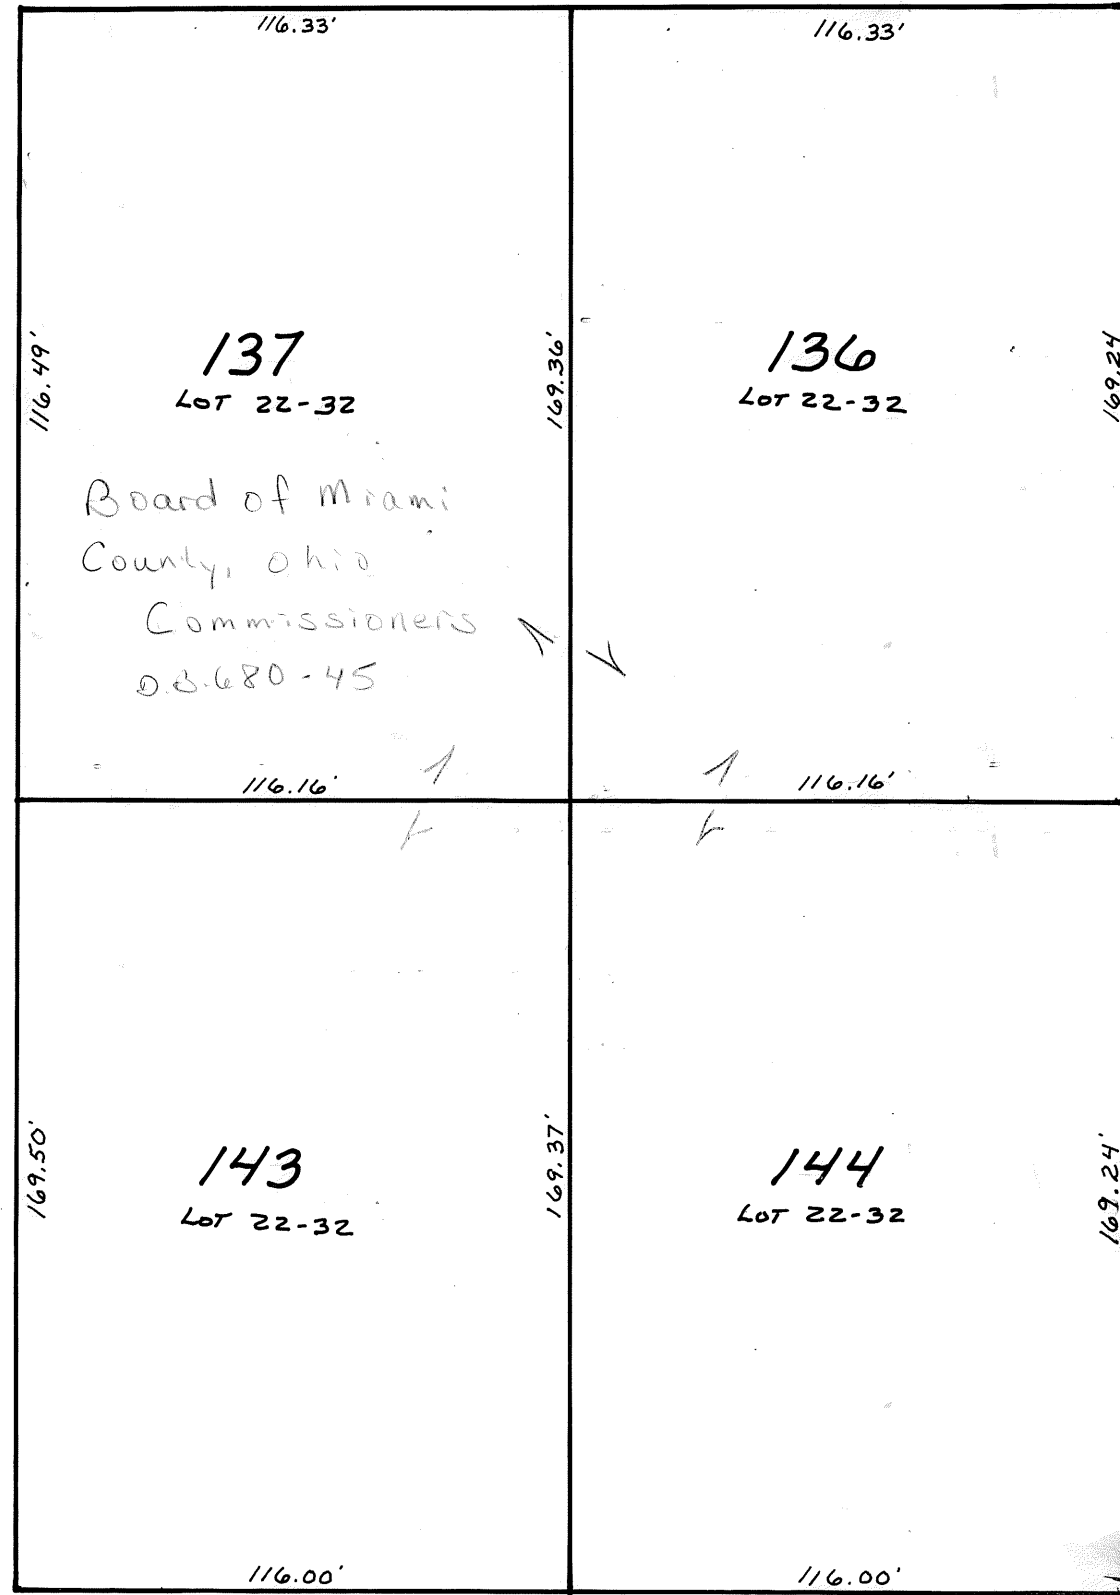 116.33'
116.33'
116.49'
137
LOT 22-32
169.36'
136
LOT 22-32
169.24
Board of Miami
County, Ohio
Commissioners
D.B. 680-45
116.16'
116.16'
169.50'
143
LOT 22-32
169.37'
144
LOT 22-32
169.24'
116.00'
116.00'